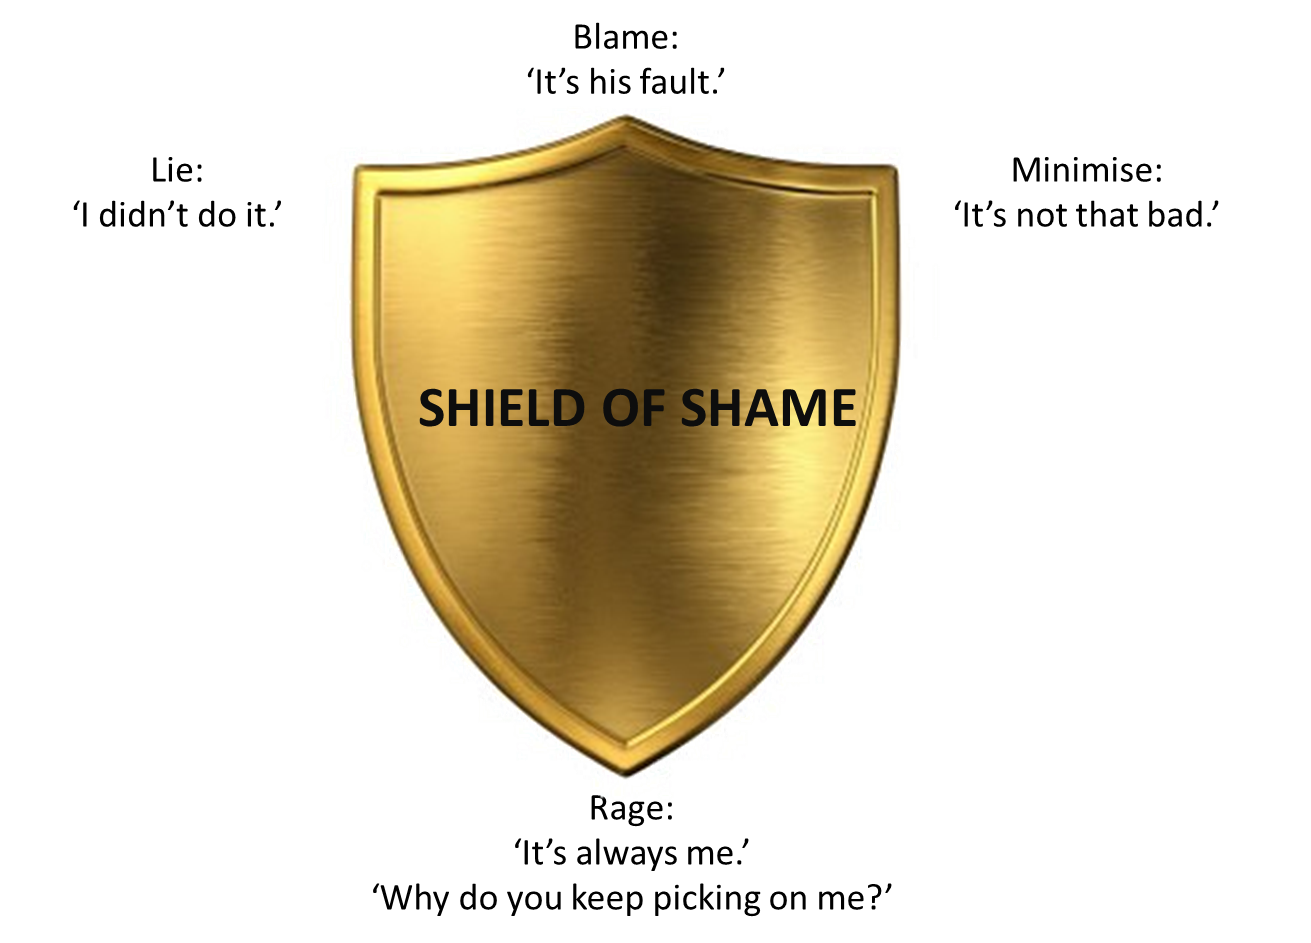 Blame:
‘It’s his fault.’
Lie:
‘I didn’t do it.’
Minimise:
‘It’s not that bad.’
SHIELD OF SHAME
Rage:
‘It’s always me.’
‘Why do you keep picking on me?’